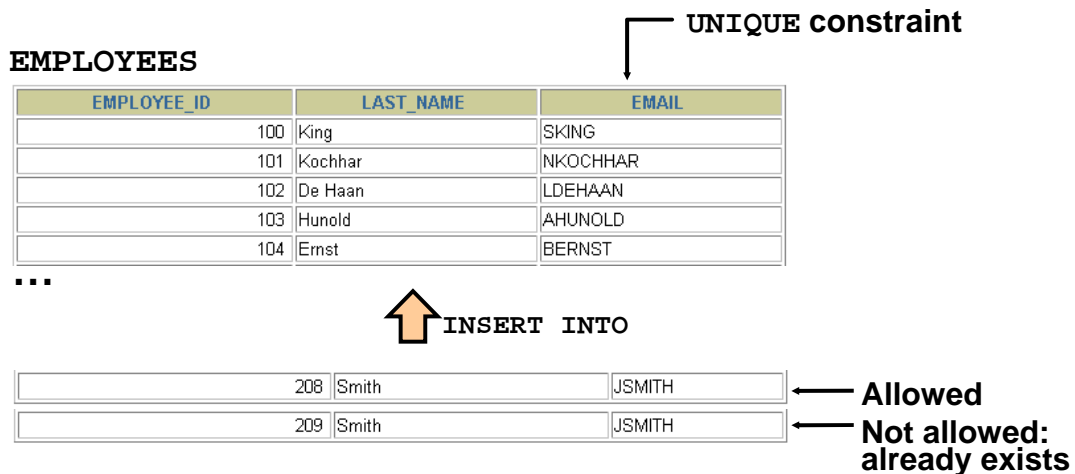 UNIQUE constraint
EMPLOYEES
EMPLOYEE_ID LAST_NAME EMAIL
100 King SKING
101 Kochhar NKOCHHAR
102 De Haan LDEHAAN
103 Hunold AHUNOLD
104 Ernst BERNST
…
INSERT INTO
208 Smith JSMITH Allowed
209 Smith JSMITH Not allowed:
already exists